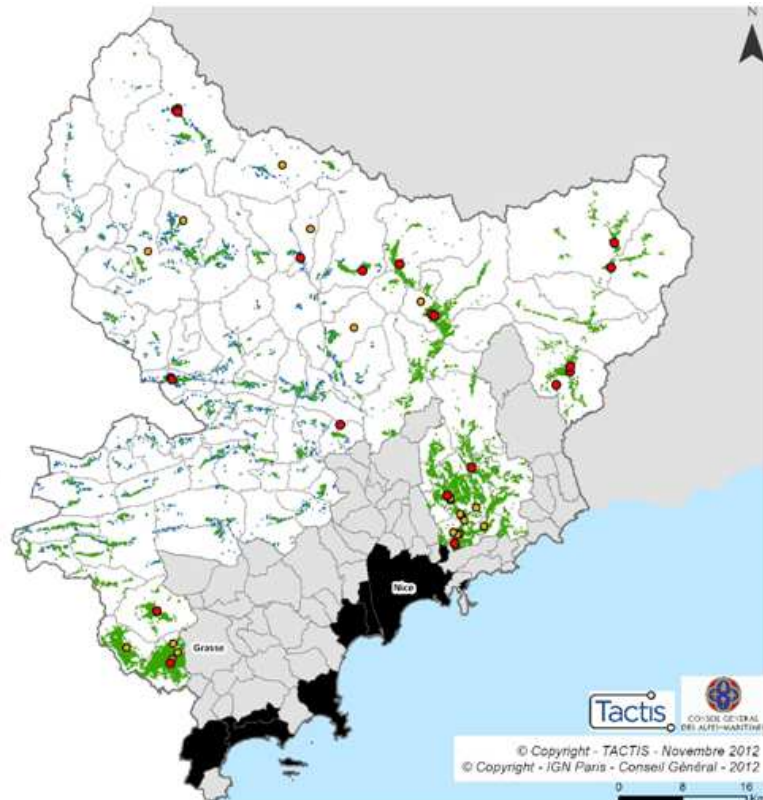 N
Nice
Grasse
Tactis
CONSEIL GENERAL
DES ALPES-MARITIMES
© Copyright - TACTIS - Novembre 2012
© Copyright - IGN Paris - Conseil Général - 2012
0 8 16